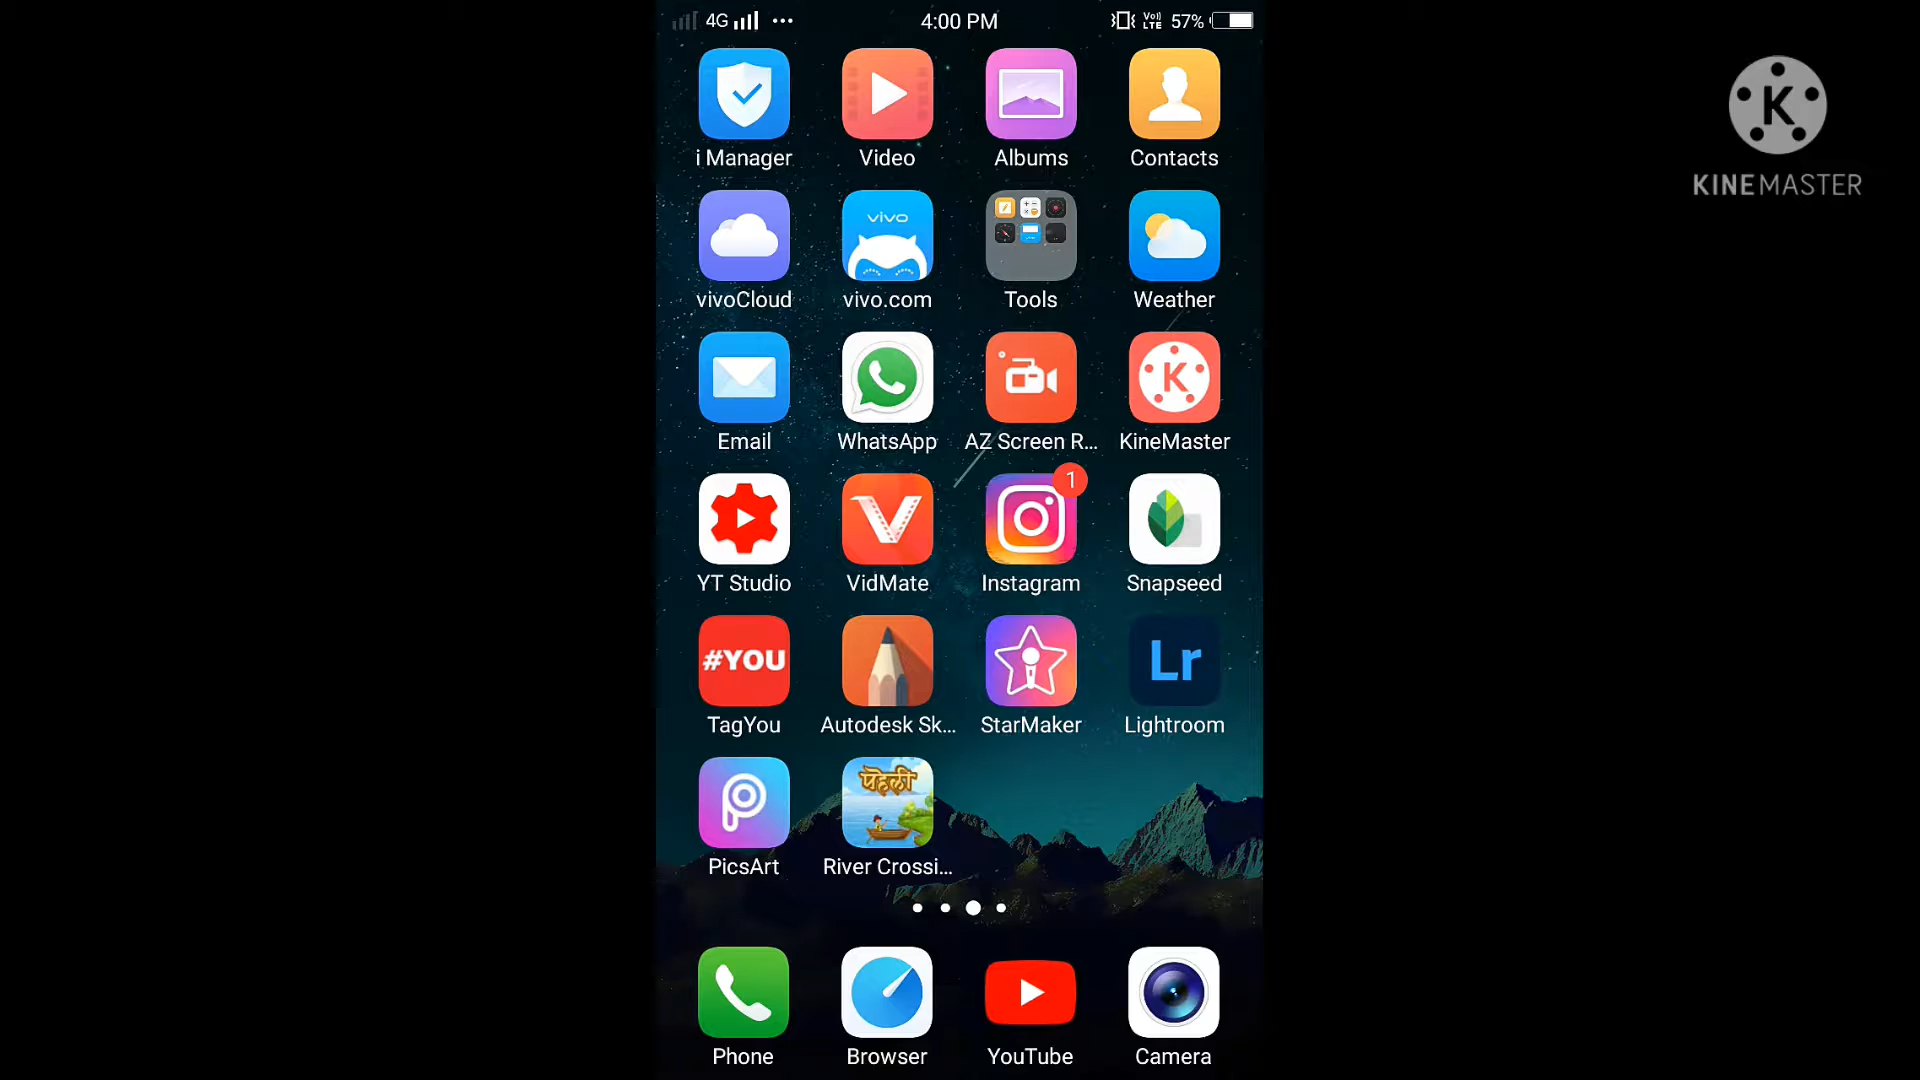 4G 4:00 PM Vo) LTE 57%
i Manager Video Albums Contacts
vivo
vivoCloud vivo.com Tools Weather
K
Email WhatsApp AZ Screen R... KineMaster
1
YT Studio VidMate Instagram Snapseed
#YOU Lr
TagYou Autodesk Sk... StarMaker Lightroom
पहेली
PicsArt River Crossi...
Phone Browser YouTube Camera
K
KINEMASTER